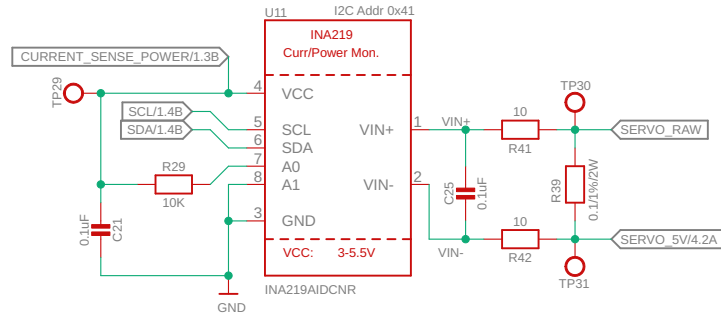 U11
I2C Addr 0x41
INA219
Curr/Power Mon.
CURRENT_SENSE_POWER/1.3B
TP29
4
VCC
SCL/1.4B
5
SCL
SDA/1.4B
6
SDA
R29
7
A0
8
A1
10K
3
GND
0.1uF
C21
VCC:
3-5.5V
GND
INA219AIDCNR
1
VIN+
VIN+
2
VIN-
VIN-
C25
0.1uF
10
R41
10
R42
TP30
SERVO_RAW
R39
0.1/1%/2W
SERVO_5V/4.2A
TP31